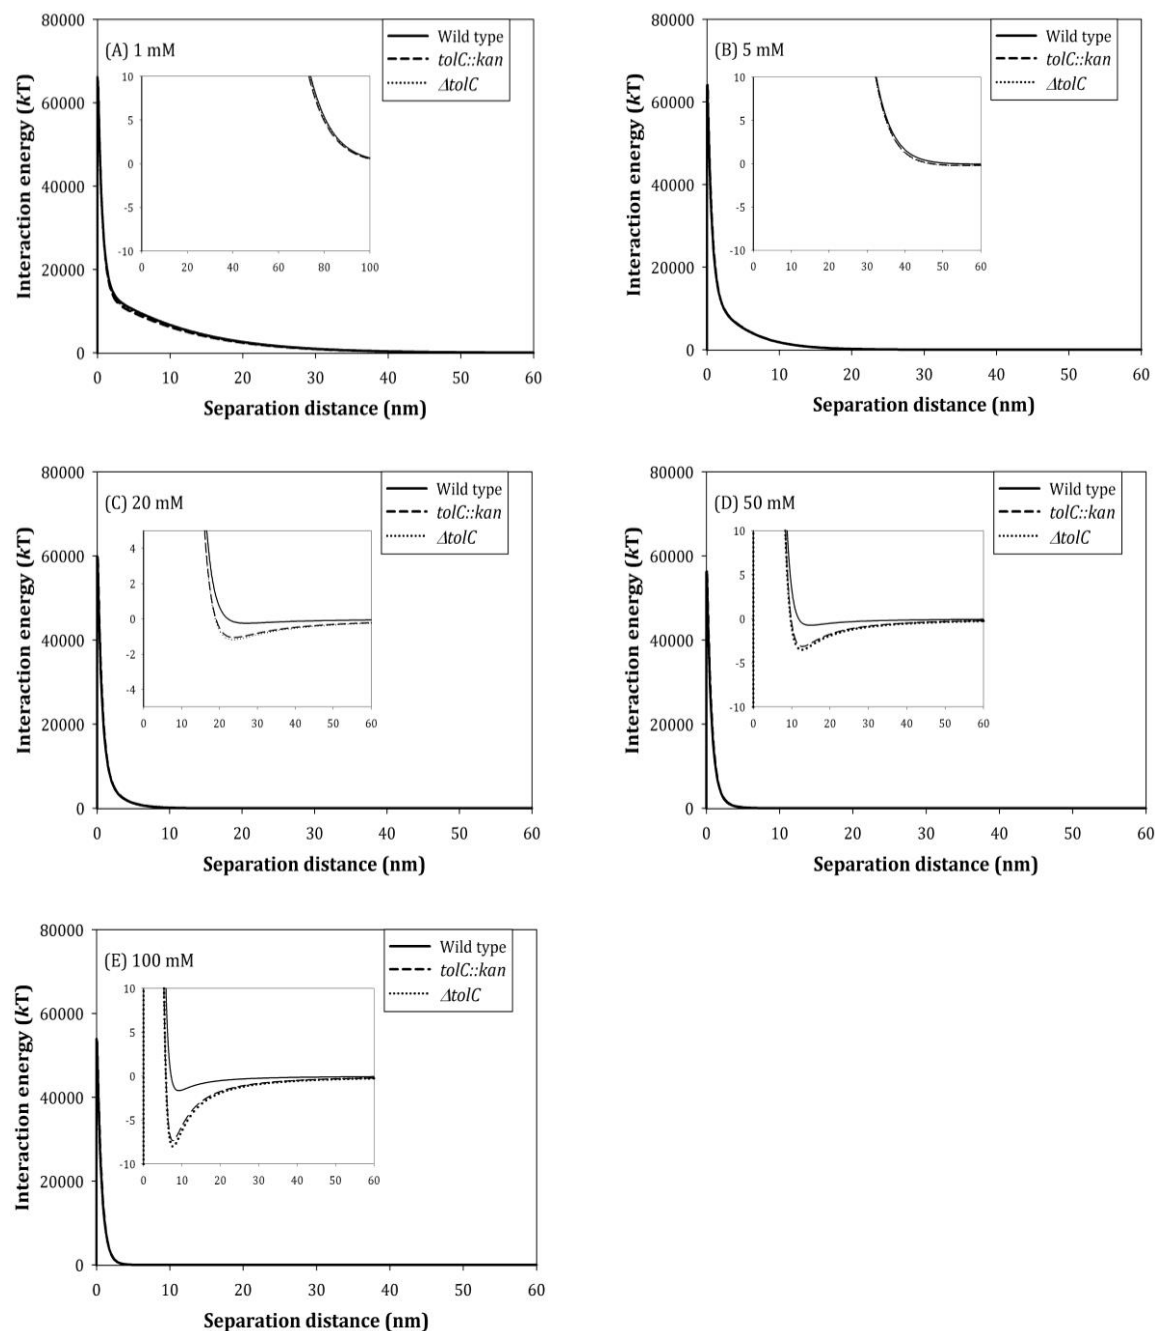 (A) 1 mM
Wild type
tolC::kan
ΔtolC
Interaction energy (kT)
80000
60000
40000
20000
0
10
5
0
-5
-10
0 20 40 60 80 100
0 10 20 30 40 50 60
Separation distance (nm)
(B) 5 mM
Wild type
tolC::kan
ΔtolC
Interaction energy (kT)
80000
60000
40000
20000
0
10
5
0
-5
-10
0 10 20 30 40 50 60
0 10 20 30 40 50 60
Separation distance (nm)
(C) 20 mM
Wild type
tolC::kan
ΔtolC
Interaction energy (kT)
80000
60000
40000
20000
0
4
2
0
-2
-4
0 10 20 30 40 50 60
0 10 20 30 40 50 60
Separation distance (nm)
(D) 50 mM
Wild type
tolC::kan
ΔtolC
Interaction energy (kT)
80000
60000
40000
20000
0
10
5
0
-5
-10
0 10 20 30 40 50 60
0 10 20 30 40 50 60
Separation distance (nm)
(E) 100 mM
Wild type
tolC::kan
ΔtolC
Interaction energy (kT)
80000
60000
40000
20000
0
10
5
0
-5
-10
0 10 20 30 40 50 60
0 10 20 30 40 50 60
Separation distance (nm)